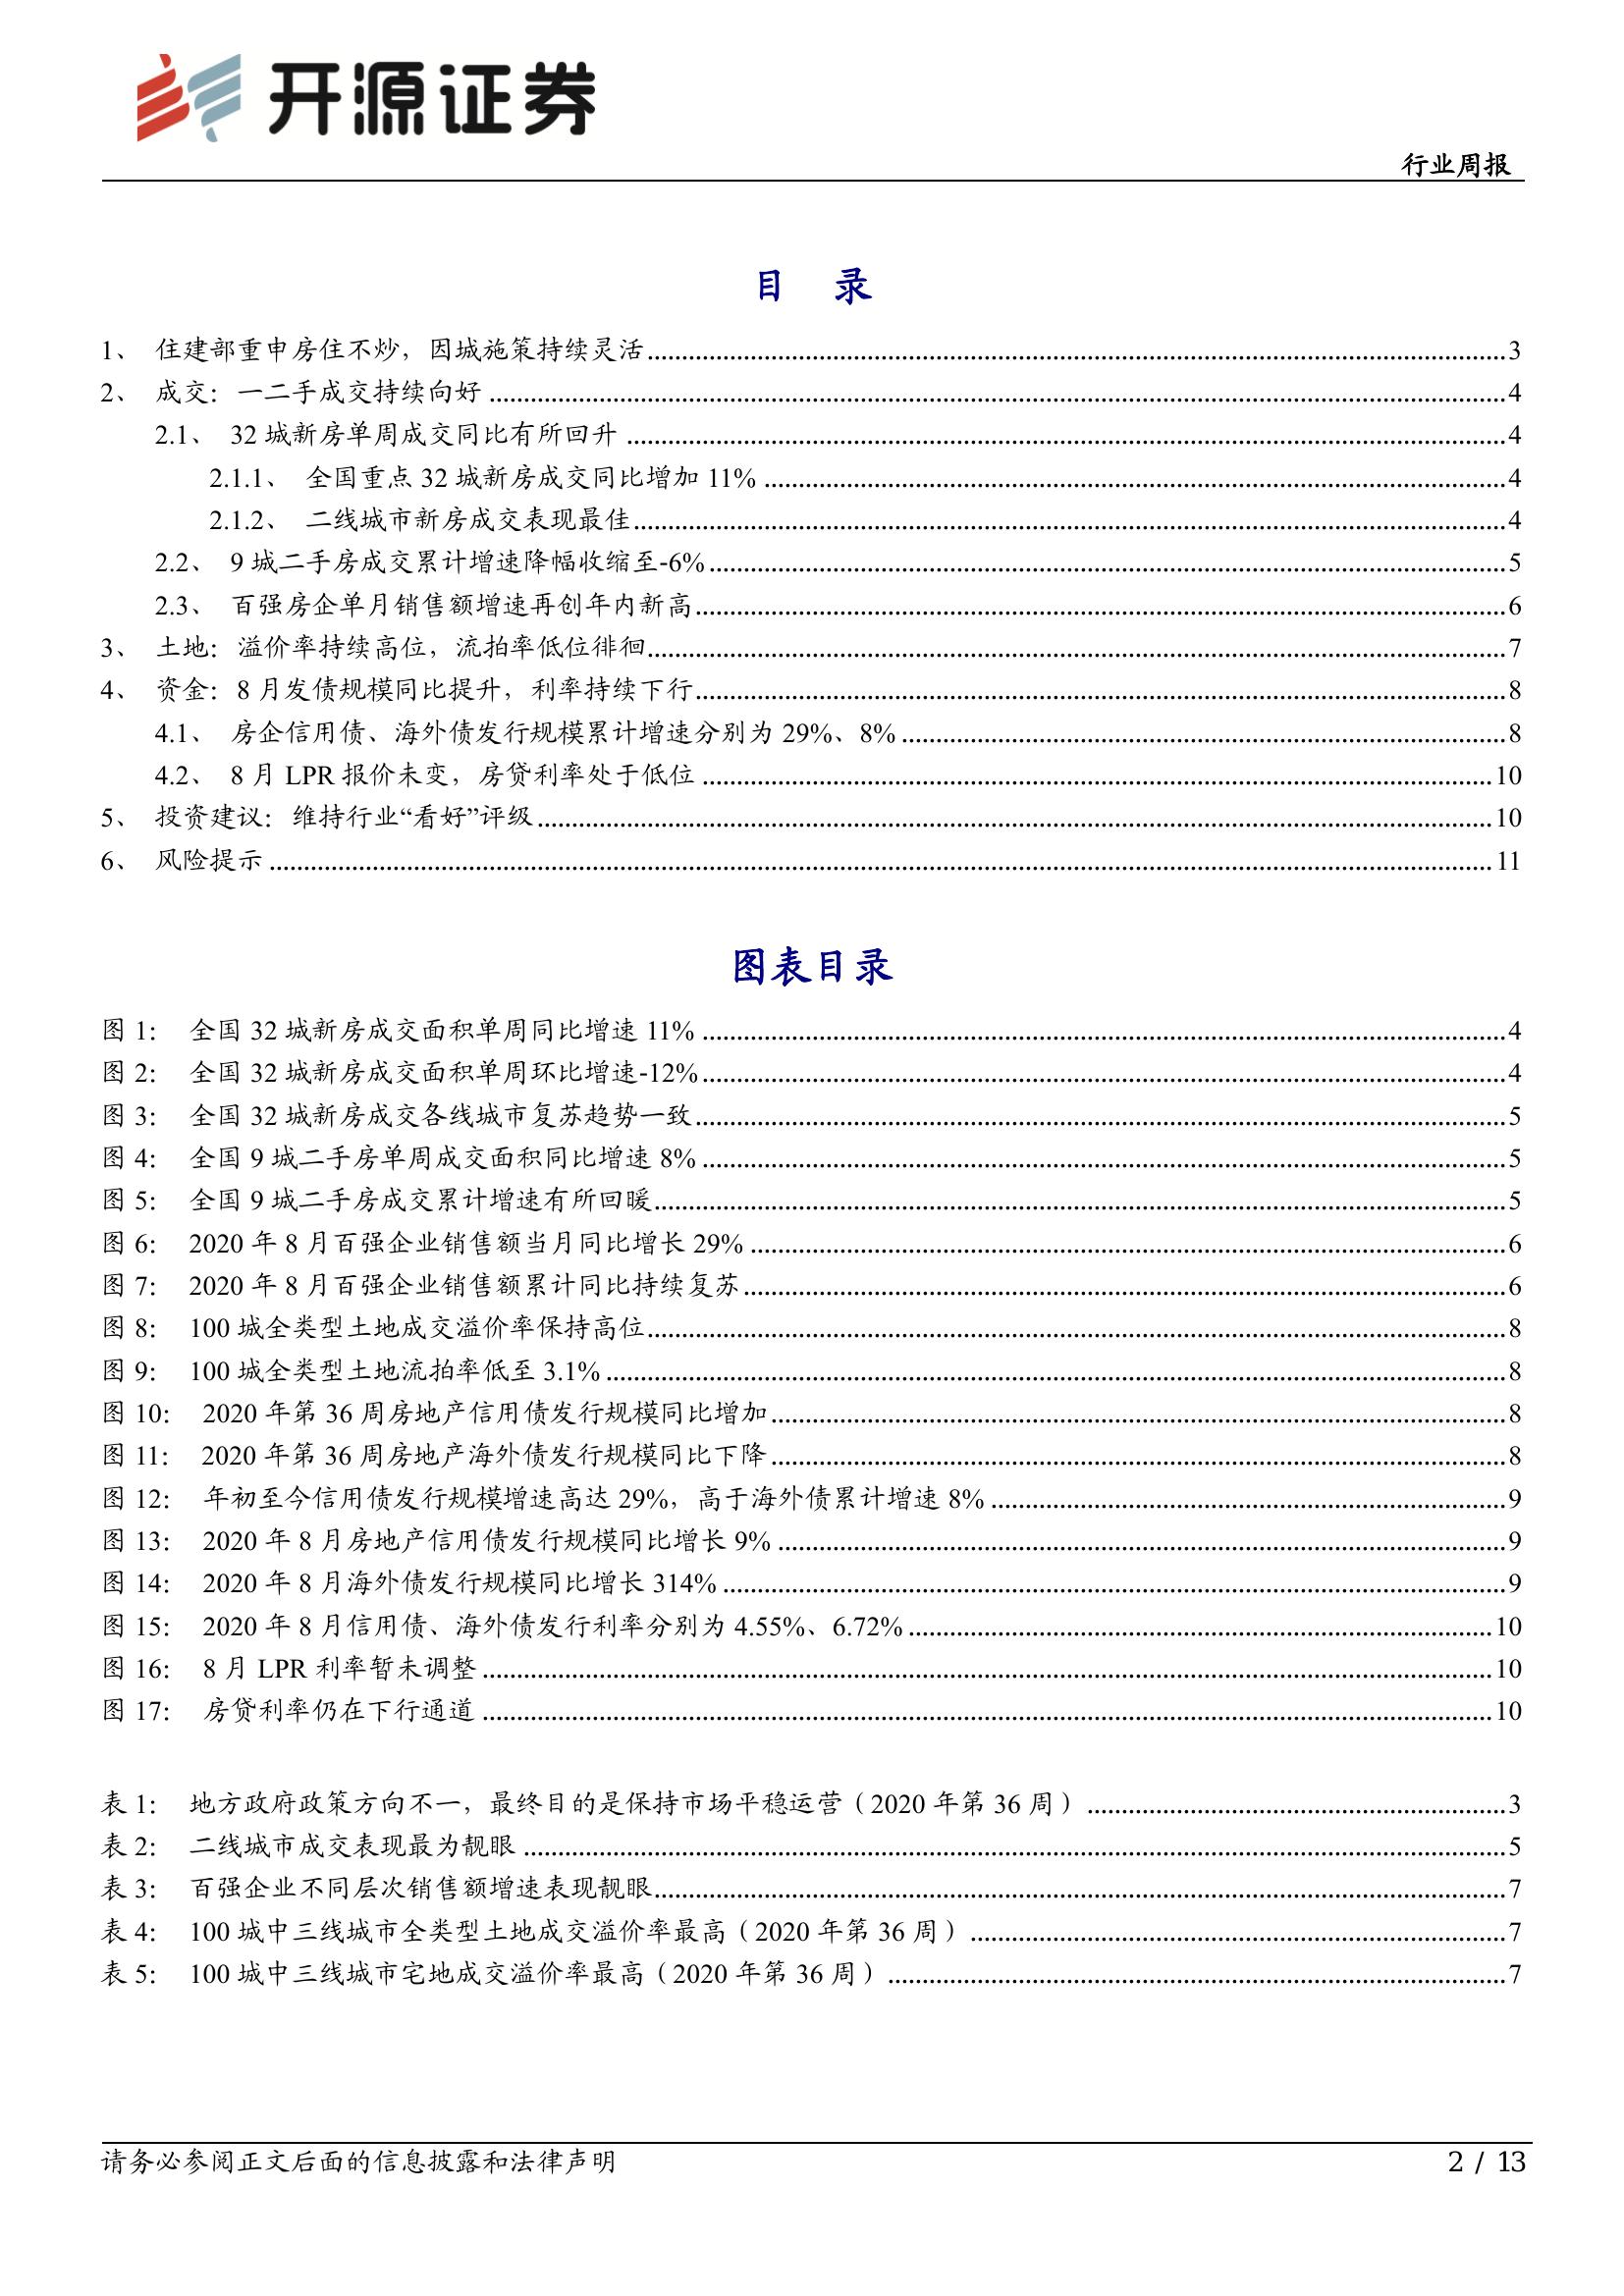 开源证券
行业周报
目 录
1、 住建部重申房住不炒，因城施策持续灵活 3
2、 成交：一二手成交持续向好 4
2.1、 32 城新房单周成交同比有所回升 4
2.1.1、 全国重点 32 城新房成交同比增加 11% 4
2.1.2、 二线城市新房成交表现最佳 4
2.2、 9 城二手房成交累计增速降幅收缩至-6% 5
2.3、 百强房企单月销售额增速再创年内新高 6
3、 土地：溢价率持续高位，流拍率低位徘徊 7
4、 资金：8 月发债规模同比提升，利率持续下行 8
4.1、 房企信用债、海外债发行规模累计增速分别为 29%、8% 8
4.2、 8 月 LPR 报价未变，房贷利率处于低位 10
5、 投资建议：维持行业“看好”评级 10
6、 风险提示 11
图表目录
图 1： 全国 32 城新房成交面积单周同比增速 11% 4
图 2： 全国 32 城新房成交面积单周环比增速-12% 4
图 3： 全国 32 城新房成交各线城市复苏趋势一致 5
图 4： 全国 9 城二手房单周成交面积同比增速 8% 5
图 5： 全国 9 城二手房成交累计增速有所回暖 5
图 6： 2020 年 8 月百强企业销售额当月同比增长 29% 6
图 7： 2020 年 8 月百强企业销售额累计同比持续复苏 6
图 8： 100 城全类型土地成交溢价率保持高位 8
图 9： 100 城全类型土地流拍率低至 3.1% 8
图 10： 2020 年第 36 周房地产信用债发行规模同比增加 8
图 11： 2020 年第 36 周房地产海外债发行规模同比下降 8
图 12： 年初至今信用债发行规模增速高达 29%，高于海外债累计增速 8% 9
图 13： 2020 年 8 月房地产信用债发行规模同比增长 9% 9
图 14： 2020 年 8 月海外债发行规模同比增长 314% 9
图 15： 2020 年 8 月信用债、海外债发行利率分别为 4.55%、6.72% 10
图 16： 8 月 LPR 利率暂未调整 10
图 17： 房贷利率仍在下行通道 10
表 1： 地方政府政策方向不一，最终目的是保持市场平稳运营（2020 年第 36 周） 3
表 2： 二线城市成交表现最为靓眼 5
表 3： 百强企业不同层次销售额增速表现靓眼 7
表 4： 100 城中三线城市全类型土地成交溢价率最高（2020 年第 36 周） 7
表 5： 100 城中三线城市宅地成交溢价率最高（2020 年第 36 周） 7
请务必参阅正文后面的信息披露和法律声明
2 / 13